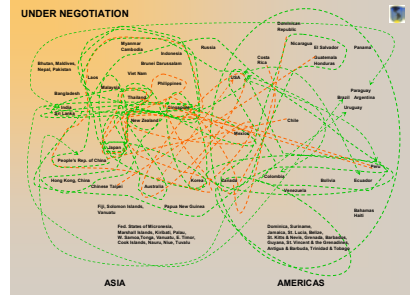 UNDER NEGOTIATION
Dominican
Republic
Myanmar
Cambodia
Indonesia
Russia
Nicaragua
El Salvador
Panama
Costa
Rica
Guatemala
Honduras
Bhutan, Maldives,
Nepal, Pakistan
Brunei Darussalam
Laos
Viet Nam
USA
Malaysia
Philippines
Bangladesh
Thailand
Paraguay
Brazil Argentina
Uruguay
India
Sri Lanka
Singapore
New Zealand
Chile
Mexico
Japan
People's Rep. of China
Peru
Hong Kong, China
Chinese Taipei
Australia
Korea
Canada
Colombia
Bolivia
Ecuador
Venezuela
Fiji, Solomon Islands,
Vanuatu
Papua New Guinea
Bahamas
Haiti
Fed. States of Micronesia,
Marshall Islands, Kiribati, Palau,
W. Samoa, Tonga, Vanuatu, E. Timor,
Cook Islands, Nauru, Niue, Tuvalu
Dominica, Suriname,
Jamaica, St. Lucia, Belize,
St. Kitts & Nevis, Grenada, Barbados,
Guyana, St. Vincent & the Grenadines,
Antigua & Barbuda, Trinidad & Tobago
ASIA
AMERICAS